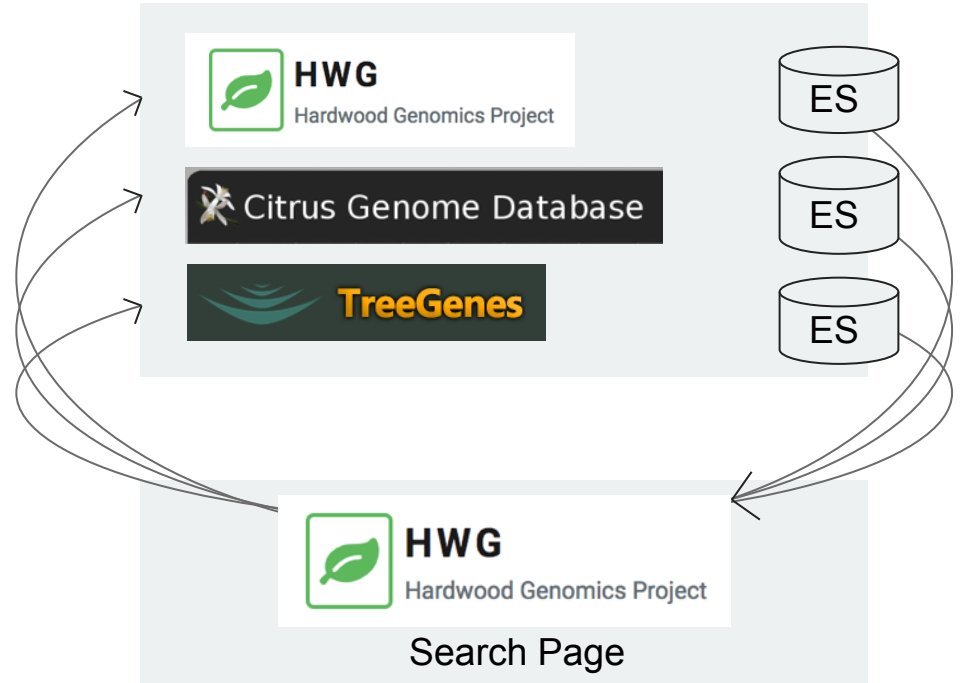 HWG
Hardwood Genomics Project
ES
Citrus Genome Database
ES
TreeGenes
ES
HWG
Hardwood Genomics Project
Search Page